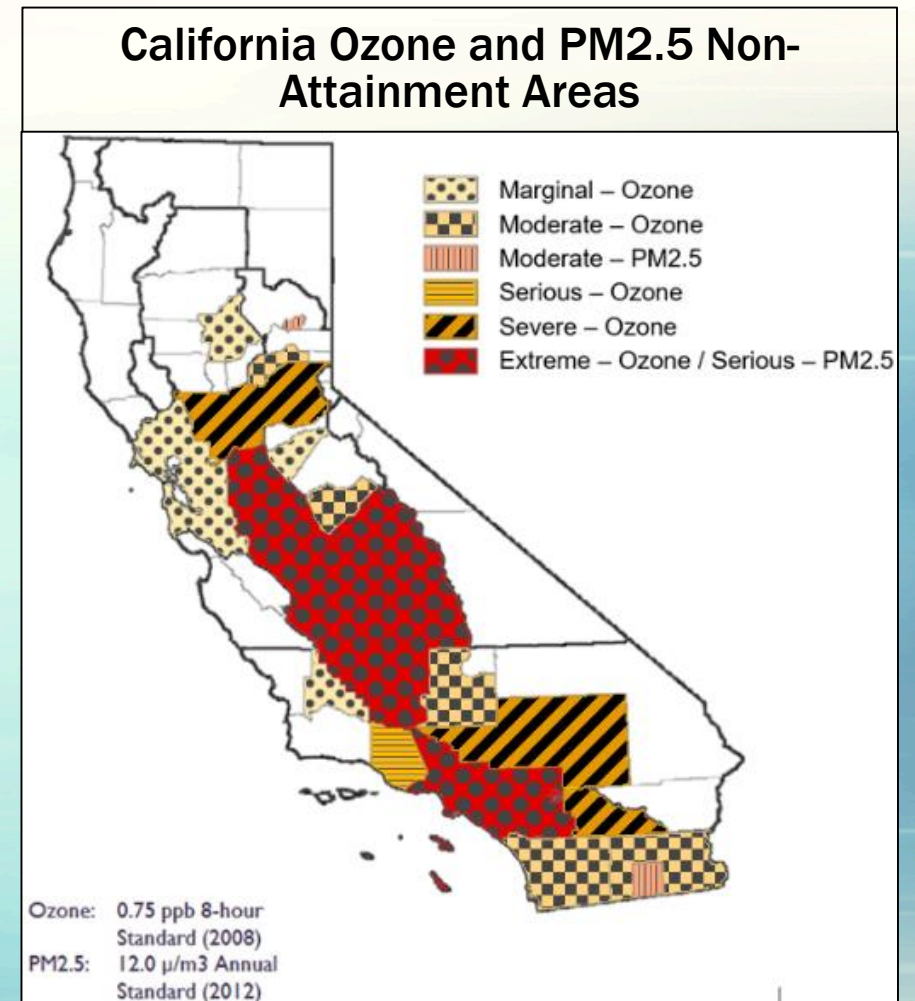 California Ozone and PM2.5 Non-
Attainment Areas
Marginal – Ozone
Moderate – Ozone
Moderate – PM2.5
Serious – Ozone
Severe – Ozone
Extreme – Ozone / Serious – PM2.5
Ozone: 0.75 ppb 8-hour
Standard (2008)
PM2.5: 12.0 µ/m3 Annual
Standard (2012)